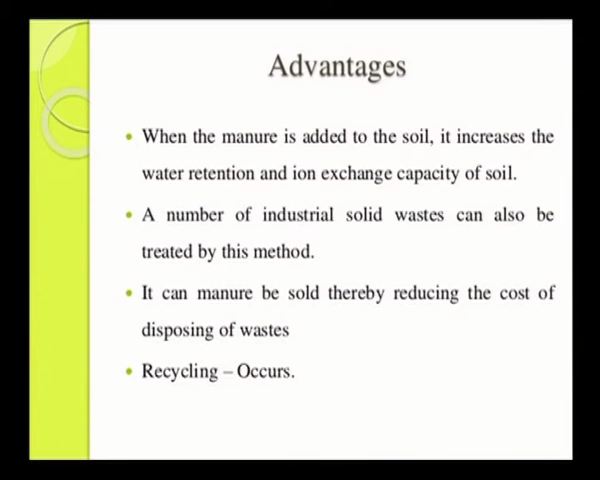 Advantages
• When the manure is added to the soil, it increases the
water retention and ion exchange capacity of soil.
• A number of industrial solid wastes can also be
treated by this method.
• It can manure be sold thereby reducing the cost of
disposing of wastes
• Recycling – Occurs.